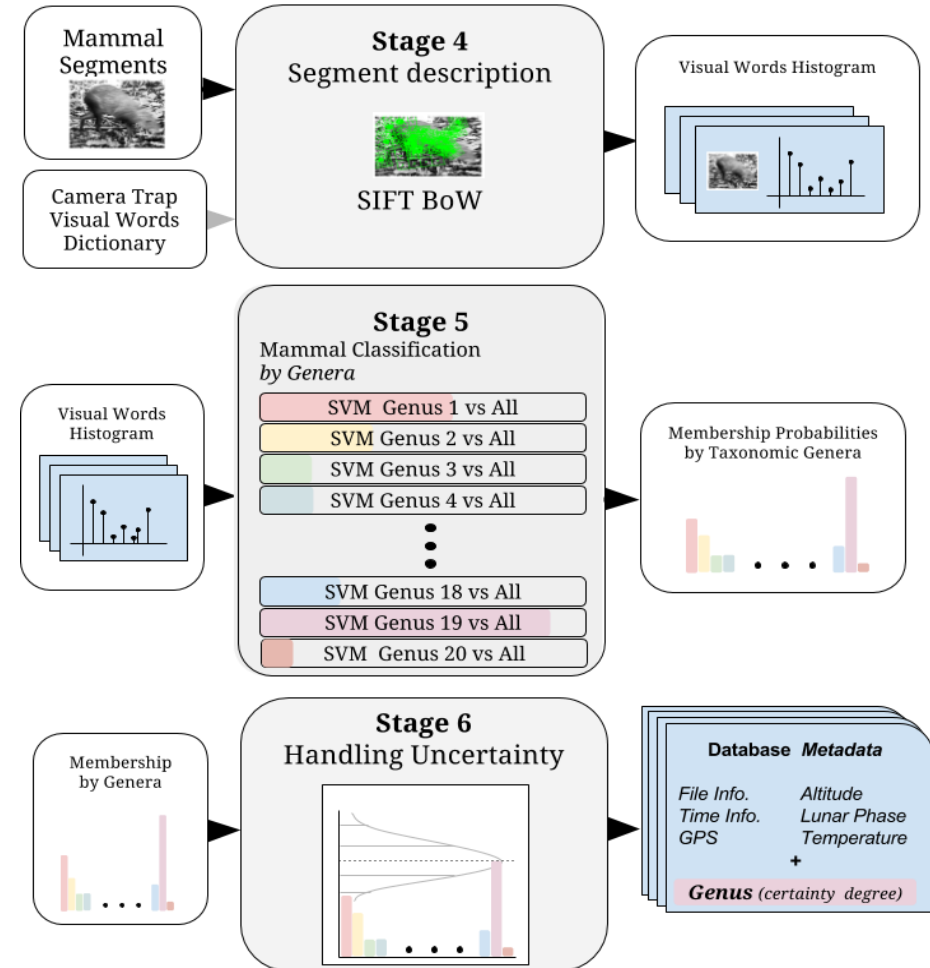 Mammal
Segments
Camera Trap
Visual Words
Dictionary
Stage 4
Segment description
SIFT BoW
Visual Words Histogram
Visual Words
Histogram
Stage 5
Mammal Classification
by Genera
SVM Genus 1 vs All
SVM Genus 2 vs All
SVM Genus 3 vs All
SVM Genus 4 vs All
SVM Genus 18 vs All
SVM Genus 19 vs All
SVM Genus 20 vs All
Membership Probabilities
by Taxonomic Genera
Membership
by Genera
Stage 6
Handling Uncertainty
Database Metadata
File Info. Altitude
Time Info. Lunar Phase
GPS Temperature
+
Genus (certainty degree)